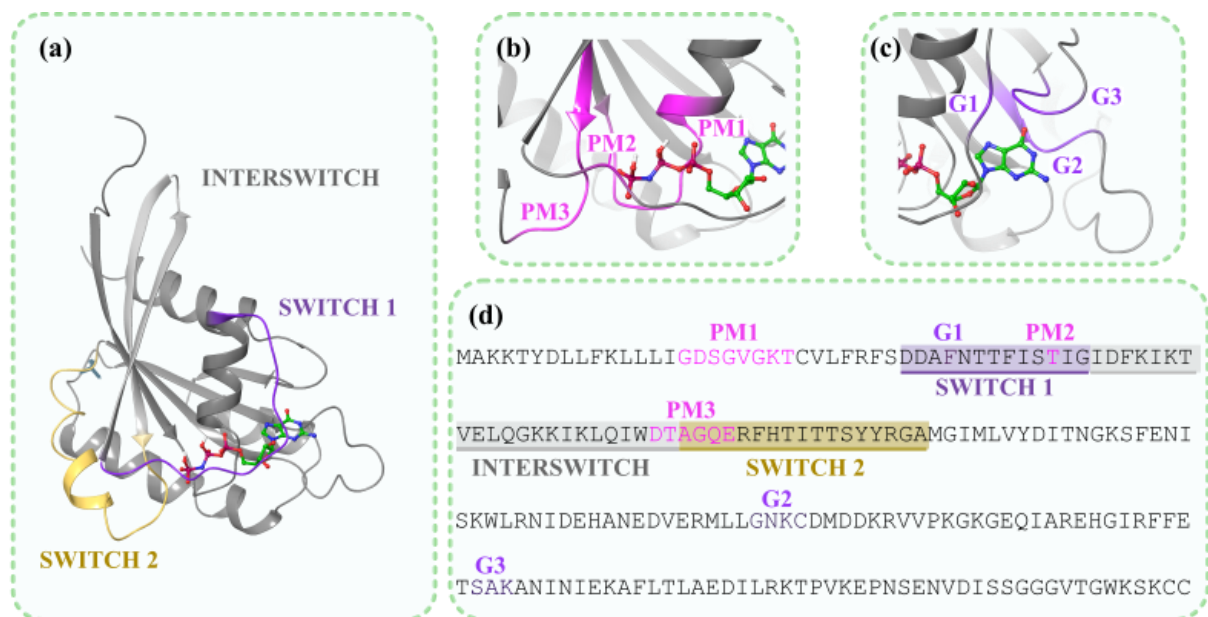 (a)
INTERSWITCH
SWITCH 1
SWITCH 2
(b)
PM2
PM1
PM3
(c)
G1
G3
G2
(d)
PM1 G1 PM2
MAKKTYDLLFKLLLIGDSGVGKTCVLFRFSDDAFNTTFISTIGIDFKIKT
SWITCH 1
PM3
VELQGKKIKLQIWDTAGQERFHTITTSYYRGAMGIMLVYDITNGKSFENI
INTERSWITCH SWITCH 2
G2
SKWLRNIDEHANEDVERMLLGNKCDMDDKRVVPKGKGEQIAREHGIRFFE
G3
TSAKANINIEKAFLTLAEDILRKTPVKEPNSENVDISSGGGVTGWKSKCC